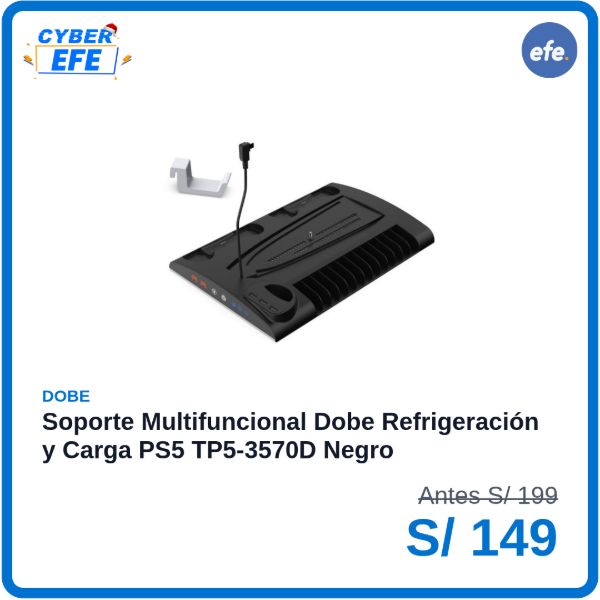 CYBER
EFE
efe.
DOBE
Soporte Multifuncional Dobe Refrigeración
y Carga PS5 TP5-3570D Negro
Antes S/ 199
S/ 149